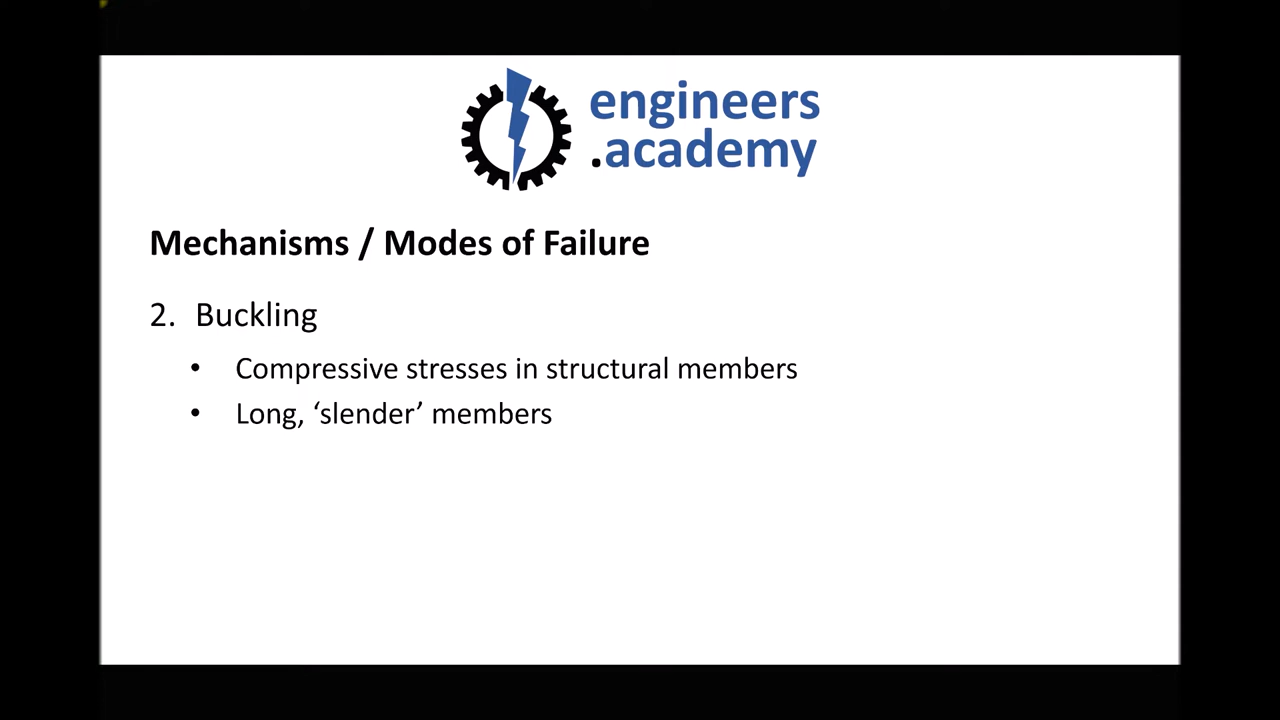 engineers
.academy
Mechanisms / Modes of Failure
2. Buckling
• Compressive stresses in structural members
• Long, ‘slender’ members